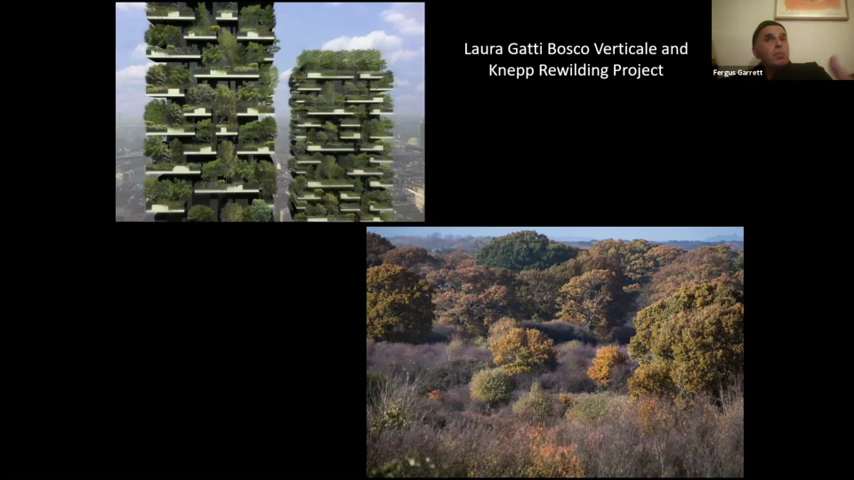 Laura Gatti Bosco Verticale and
Knepp Rewilding Project
Fergus Garrett